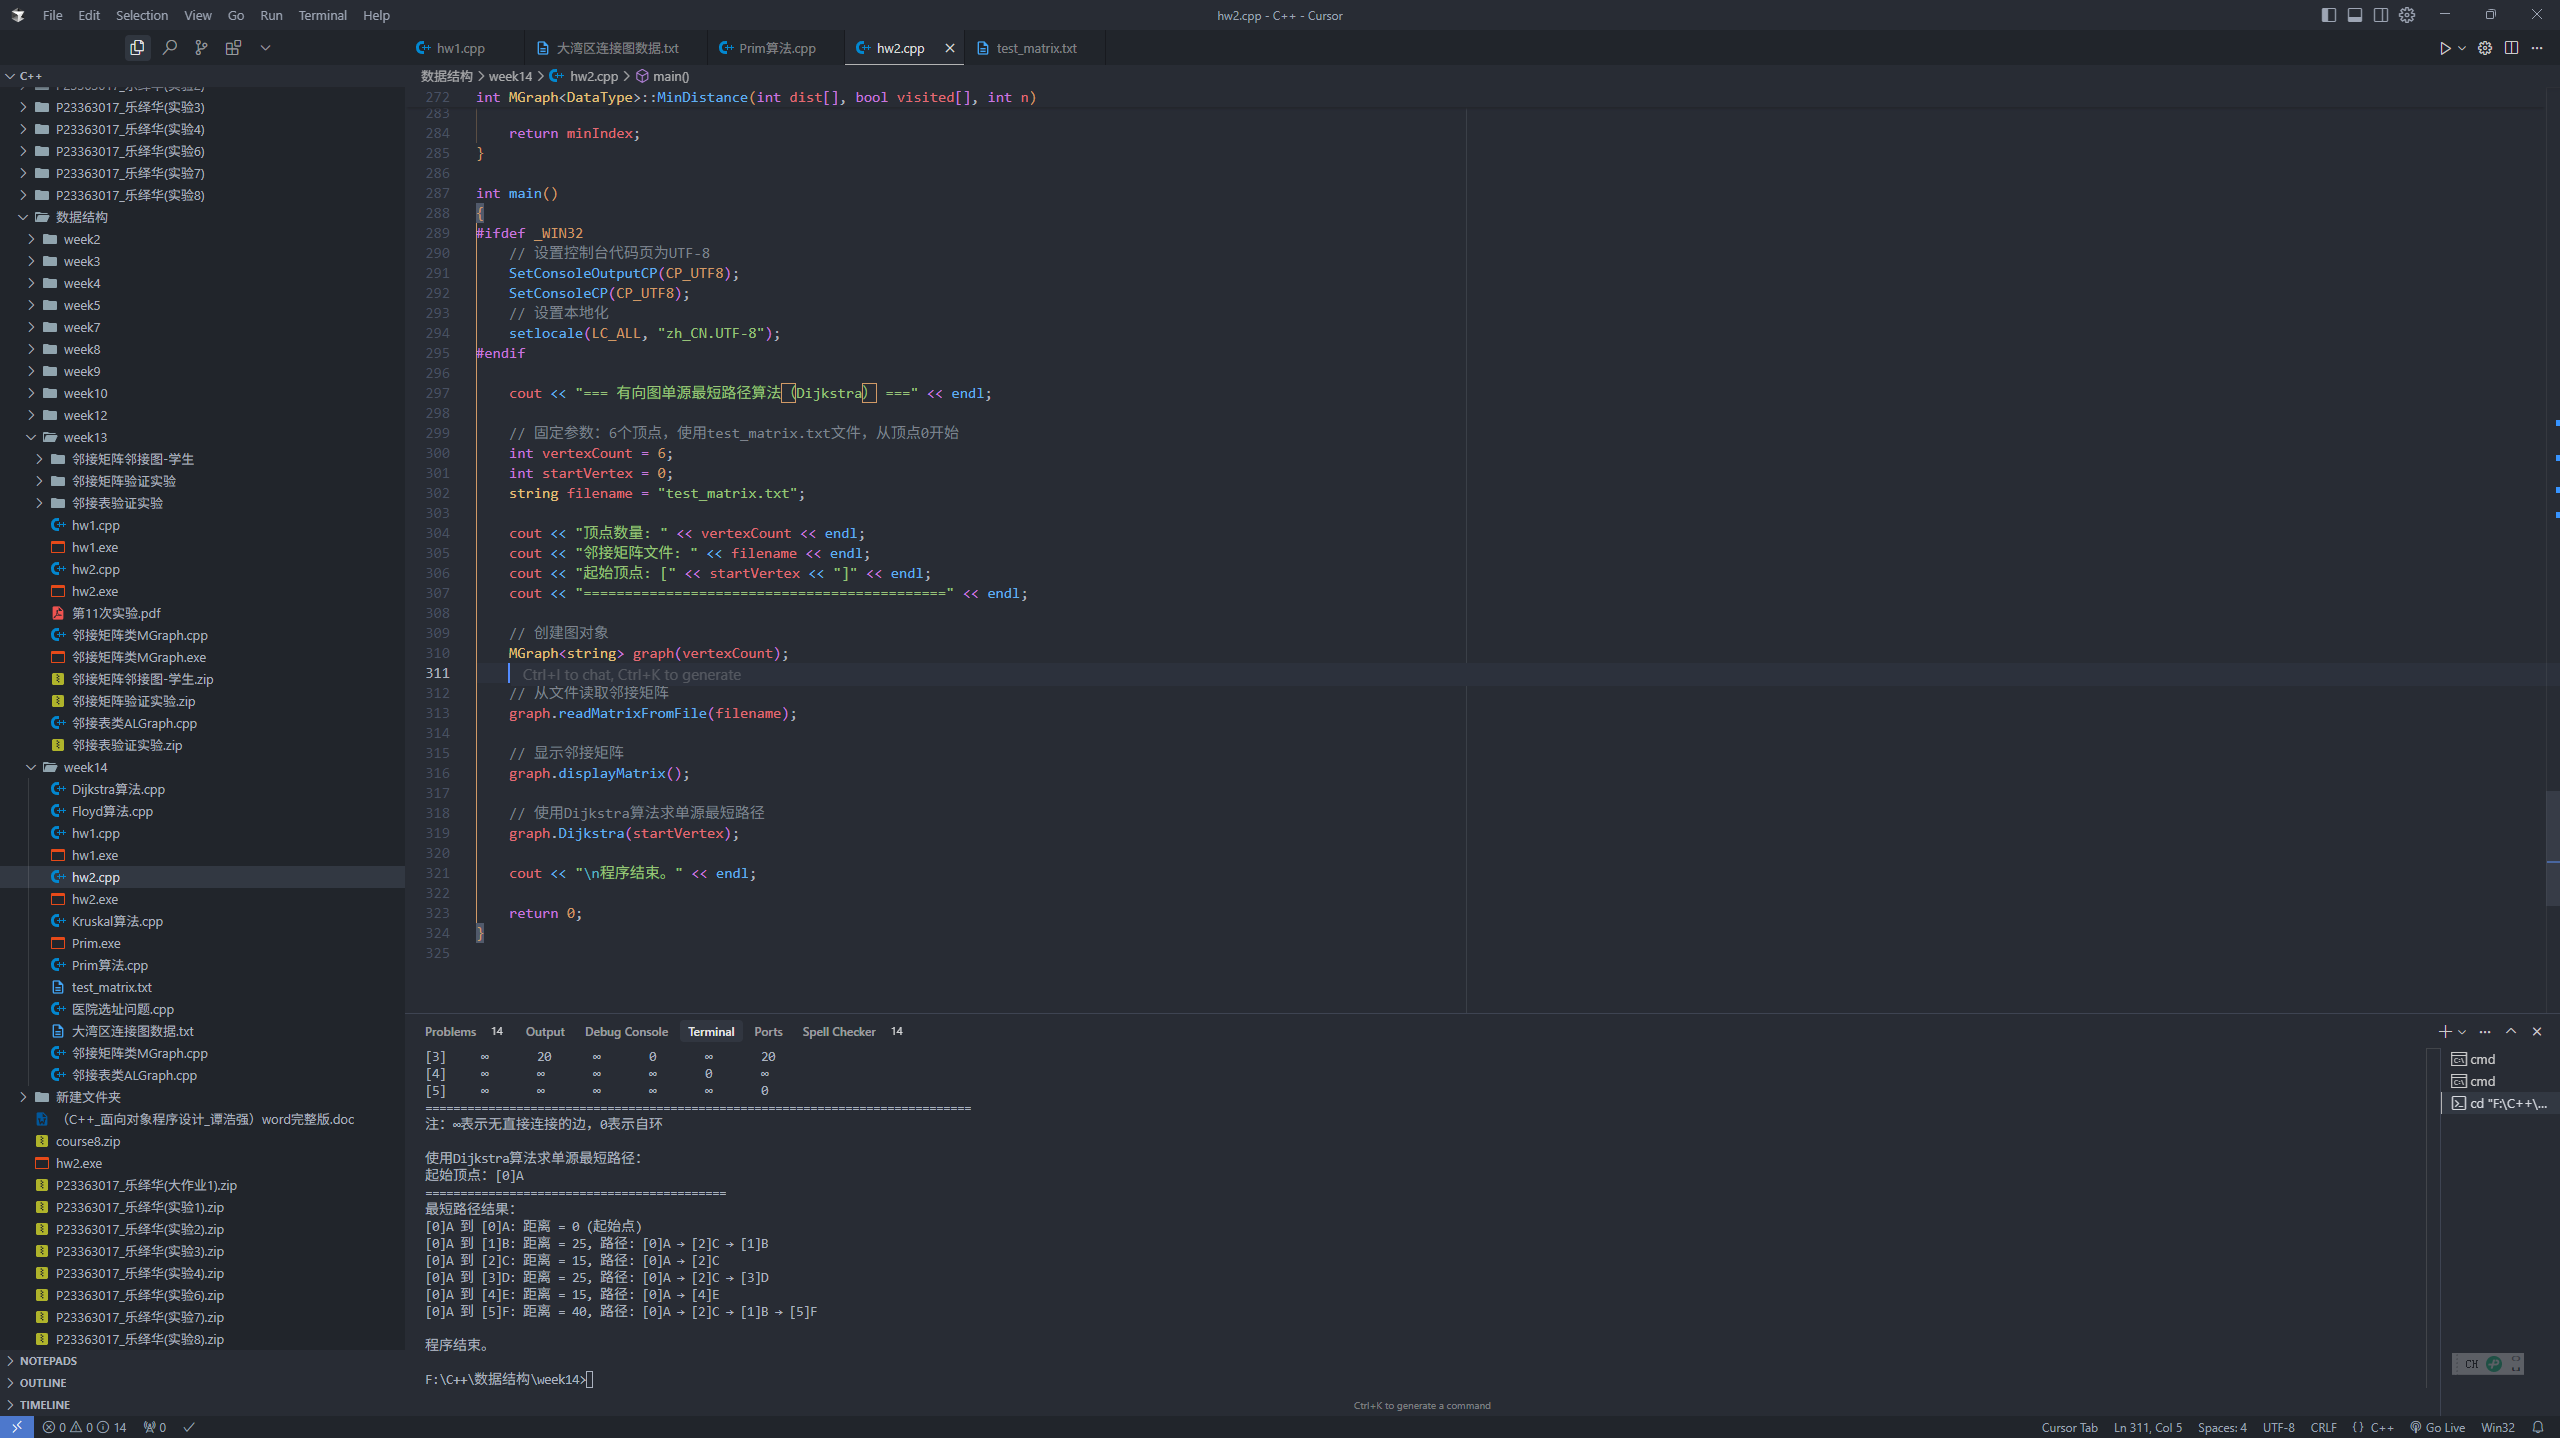 File Edit Selection View Go Run Terminal Help
hw2.cpp - C++ - Cursor
hw1.cpp 大湾区连接图数据.txt Prim算法.cpp hw2.cpp test_matrix.txt
C++
P23363017_乐绎华(实验2)
P23363017_乐绎华(实验3)
P23363017_乐绎华(实验4)
P23363017_乐绎华(实验6)
P23363017_乐绎华(实验7)
P23363017_乐绎华(实验8)
数据结构
week2
week3
week4
week5
week7
week8
week9
week10
week12
week13
邻接矩阵邻接图-学生
邻接矩阵验证实验
邻接表验证实验
hw1.cpp
hw1.exe
hw2.cpp
hw2.exe
第11次实验.pdf
邻接矩阵类MGraph.cpp
邻接矩阵类MGraph.exe
邻接矩阵邻接图-学生.zip
邻接矩阵验证实验.zip
邻接表类ALGraph.cpp
邻接表验证实验.zip
week14
Dijkstra算法.cpp
Floyd算法.cpp
hw1.cpp
hw1.exe
hw2.cpp
hw2.exe
Kruskal算法.cpp
Prim.exe
Prim算法.cpp
test_matrix.txt
医院选址问题.cpp
大湾区连接图数据.txt
邻接矩阵类MGraph.cpp
邻接表类ALGraph.cpp
新建文件夹
（C++_面向对象程序设计_谭浩强）word完整版.doc
course8.zip
hw2.exe
P23363017_乐绎华(大作业1).zip
P23363017_乐绎华(实验1).zip
P23363017_乐绎华(实验2).zip
P23363017_乐绎华(实验3).zip
P23363017_乐绎华(实验4).zip
P23363017_乐绎华(实验6).zip
P23363017_乐绎华(实验7).zip
P23363017_乐绎华(实验8).zip
NOTEPADS
OUTLINE
TIMELINE
数据结构 > week14 > hw2.cpp > main()
272 int MGraph<DataType>::MinDistance(int dist[], bool visited[], int n)
283
284 return minIndex;
285 }
286
287 int main()
288 {
289 #ifdef _WIN32
290 // 设置控制台代码页为UTF-8
291 SetConsoleOutputCP(CP_UTF8);
292 SetConsoleCP(CP_UTF8);
293 // 设置本地化
294 setlocale(LC_ALL, "zh_CN.UTF-8");
295 #endif
296
297 cout << "=== 有向图单源最短路径算法（Dijkstra） ===" << endl;
298
299 // 固定参数：6个顶点，使用test_matrix.txt文件，从顶点0开始
300 int vertexCount = 6;
301 int startVertex = 0;
302 string filename = "test_matrix.txt";
303
304 cout << "顶点数量: " << vertexCount << endl;
305 cout << "邻接矩阵文件: " << filename << endl;
306 cout << "起始顶点: [" << startVertex << "]" << endl;
307 cout << "============================================" << endl;
308
309 // 创建图对象
310 MGraph<string> graph(vertexCount);
311 Ctrl+I to chat, Ctrl+K to generate
312 // 从文件读取邻接矩阵
313 graph.readMatrixFromFile(filename);
314
315 // 显示邻接矩阵
316 graph.displayMatrix();
317
318 // 使用Dijkstra算法求单源最短路径
319 graph.Dijkstra(startVertex);
320
321 cout << "\n程序结束。" << endl;
322
323 return 0;
324 }
325
Problems 14 Output Debug Console Terminal Ports Spell Checker 14
[3] ∞ 20 ∞ 0 ∞ 20
[4] ∞ ∞ ∞ ∞ 0 ∞
[5] ∞ ∞ ∞ ∞ ∞ 0
==============================================================================
注：∞表示无直接连接的边，0表示自环
使用Dijkstra算法求单源最短路径：
起始顶点：[0]A
===========================================
最短路径结果：
[0]A 到 [0]A: 距离 = 0 (起始点)
[0]A 到 [1]B: 距离 = 25, 路径: [0]A → [2]C → [1]B
[0]A 到 [2]C: 距离 = 15, 路径: [0]A → [2]C
[0]A 到 [3]D: 距离 = 25, 路径: [0]A → [2]C → [3]D
[0]A 到 [4]E: 距离 = 15, 路径: [0]A → [4]E
[0]A 到 [5]F: 距离 = 40, 路径: [0]A → [2]C → [1]B → [5]F
程序结束。
F:\C++\数据结构\week14>
cmd
cmd
cd "F:\C++\...
CH
Ctrl+K to generate a command
0 0 14 0
Cursor Tab Ln 311, Col 5 Spaces: 4 UTF-8 CRLF {} C++ Go Live Win32